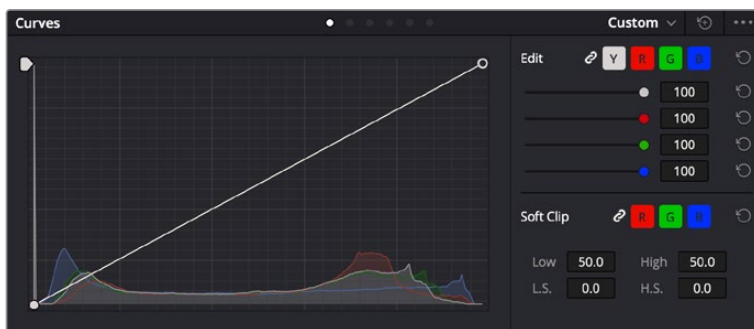 Curves Custom
Edit Y R G B
100
100
100
100
Soft Clip R G B
Low 50.0 High 50.0
L.S. 0.0 H.S. 0.0